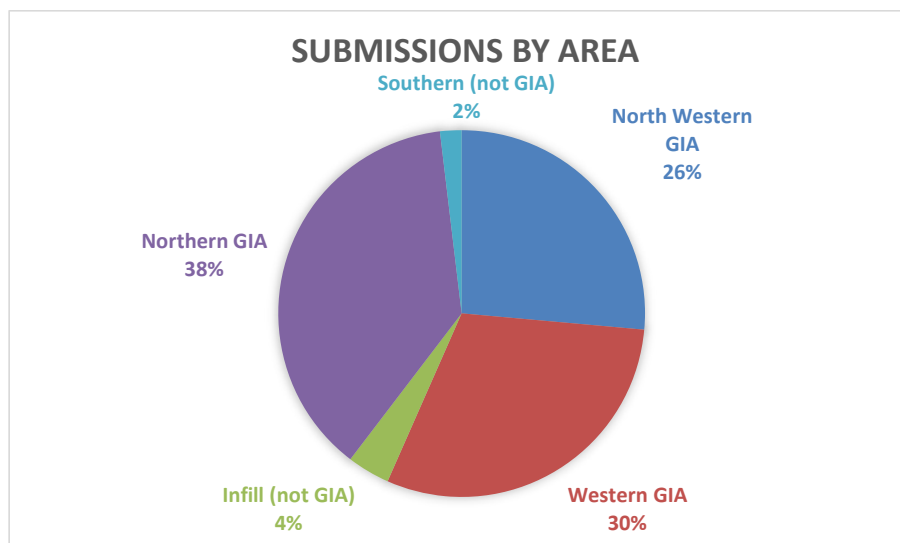 SUBMISSIONS BY AREA
Southern (not GIA)
2%
North Western
GIA
26%
Northern GIA
38%
Infill (not GIA)
4%
Western GIA
30%